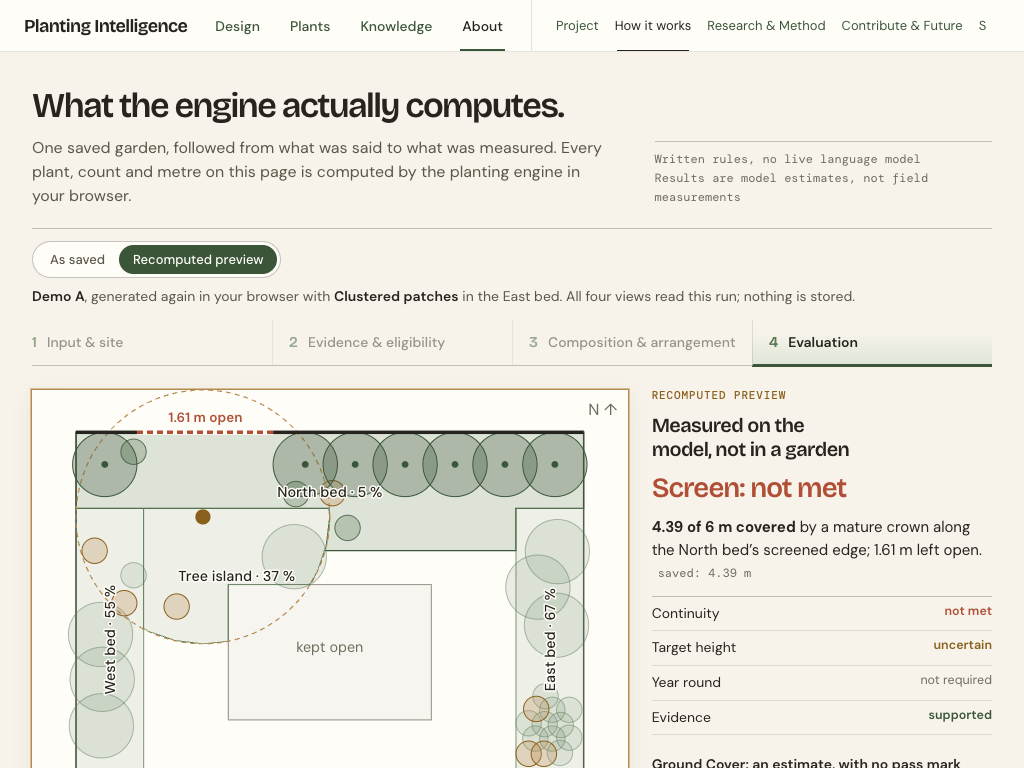 Planting Intelligence Design Plants Knowledge About Project How it works Research & Method Contribute & Future S
What the engine actually computes.
One saved garden, followed from what was said to what was measured. Every
plant, count and metre on this page is computed by the planting engine in
your browser.
Written rules, no live language model
Results are model estimates, not field
measurements
As saved Recomputed preview
Demo A, generated again in your browser with Clustered patches in the East bed. All four views read this run; nothing is stored.
1 Input & site 2 Evidence & eligibility 3 Composition & arrangement 4 Evaluation
N ↑
1.61 m open
North bed · 5 %
Tree island · 37 %
West bed · 55 %
East bed · 67 %
kept open
RECOMPUTED PREVIEW
Measured on the
model, not in a garden
Screen: not met
4.39 of 6 m covered by a mature crown along
the North bed’s screened edge; 1.61 m left open.
saved: 4.39 m
Continuity not met
Target height uncertain
Year round not required
Evidence supported
Ground Cover: an estimate, with no pass mark